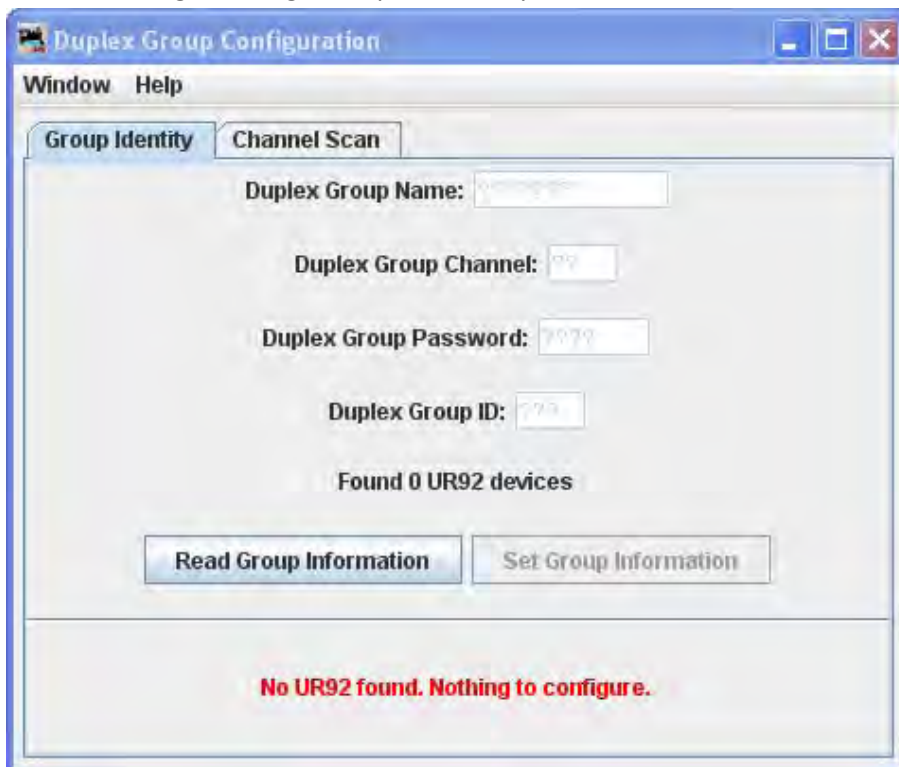 Duplex Group Configuration
Window Help
Group Identity Channel Scan
Duplex Group Name: ????????
Duplex Group Channel: ??
Duplex Group Password: ????
Duplex Group ID: ???
Found 0 UR92 devices
Read Group Information Set Group Information
No UR92 found. Nothing to configure.